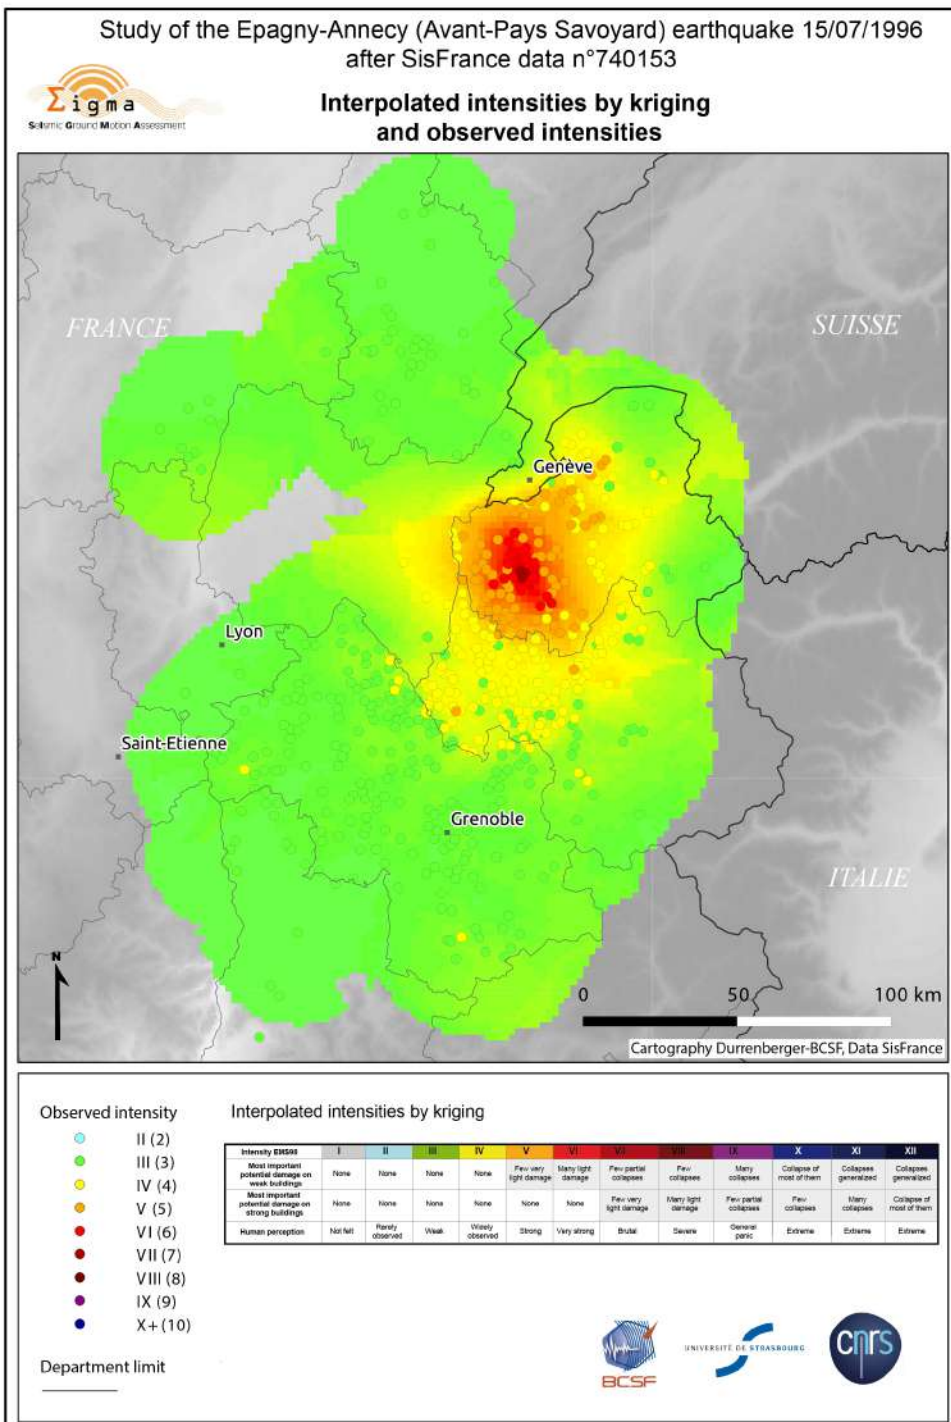 Study of the Epagny-Annecy (Avant-Pays Savoyard) earthquake 15/07/1996
after SisFrance data n°740153
Σigma
Seismic Ground Motion Assessment
Interpolated intensities by kriging
and observed intensities
FRANCE
SUISSE
Genève
Lyon
Saint-Etienne
Grenoble
ITALIE
N
0 50 100 km
Cartography Durrenberger-BCSF, Data SisFrance
Observed intensity
II (2)
III (3)
IV (4)
V (5)
VI (6)
VII (7)
VIII (8)
IX (9)
X+ (10)
Department limit
Interpolated intensities by kriging
Intensity EMS98 I II III IV V VI VII VIII IX X XI XII
Most important potential damage on weak buildings None None None None Few very light damage Many light damage Few partial collapses Few collapses Many collapses Collapse of most of them Collapses generalized Collapses generalized
Most important potential damage on strong buildings None None None None None None Few very light damage Many light damage Few partial collapses Few collapses Many collapses Collapse of most of them
Human perception Not felt Rarely observed Weak Widely observed Strong Very strong Brutal Severe General panic Extreme Extreme Extreme
BCSF
UNIVERSITÉ DE STRASBOURG
cnrs